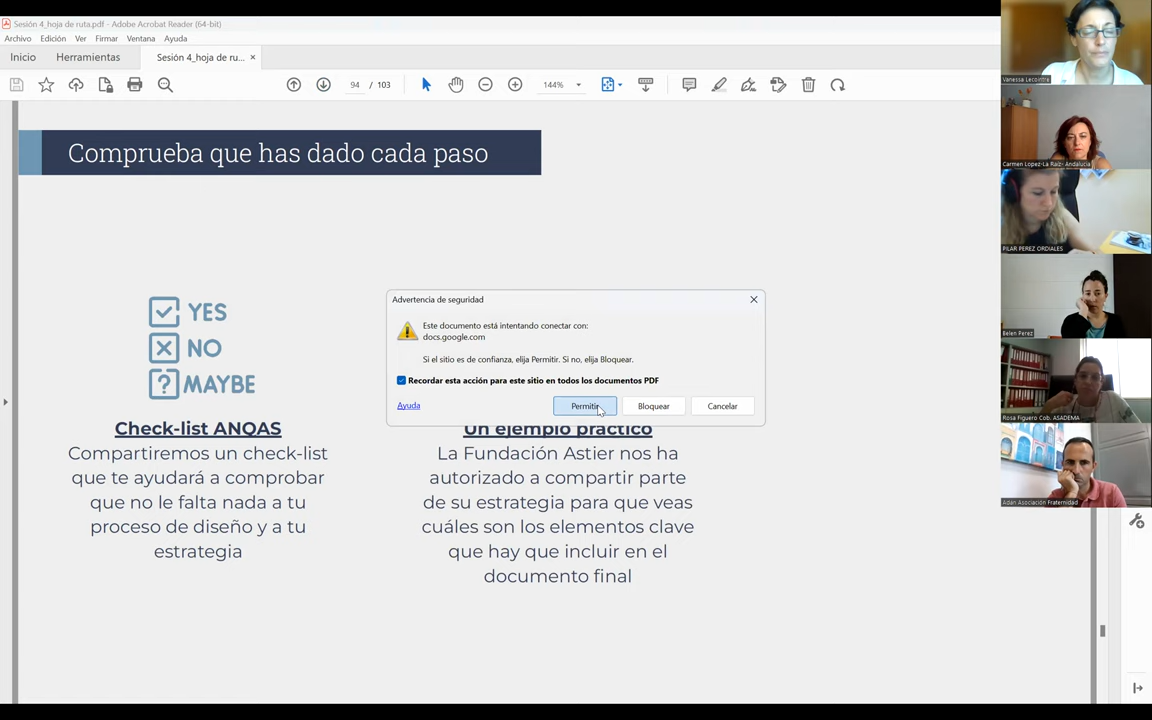 Sesión 4_hoja de ruta.pdf - Adobe Acrobat Reader (64-bit)
Archivo Edición Ver Firmar Ventana Ayuda
Inicio Herramientas Sesión 4_hoja de ru... ×
94 / 103 144%
Comprueba que has dado cada paso
YES
NO
MAYBE
Advertencia de seguridad
Este documento está intentando conectar con:
docs.google.com
Si el sitio es de confianza, elija Permitir. Si no, elija Bloquear.
Recordar esta acción para este sitio en todos los documentos PDF
Ayuda Permitir Bloquear Cancelar
Check-list ANQAS
Compartiremos un check-list
que te ayudará a comprobar
que no le falta nada a tu
proceso de diseño y a tu
estrategia
Un ejemplo práctico
La Fundación Astier nos ha
autorizado a compartir parte
de su estrategia para que veas
cuáles son los elementos clave
que hay que incluir en el
documento final
Vanessa Lecointre
Carmen Lopez-La Raíz- Andalucía
PILAR PEREZ ORDIALES
Belen Perez
Rosa Figuero Cob. ASADEMA
Adán Asociación Fraternidad